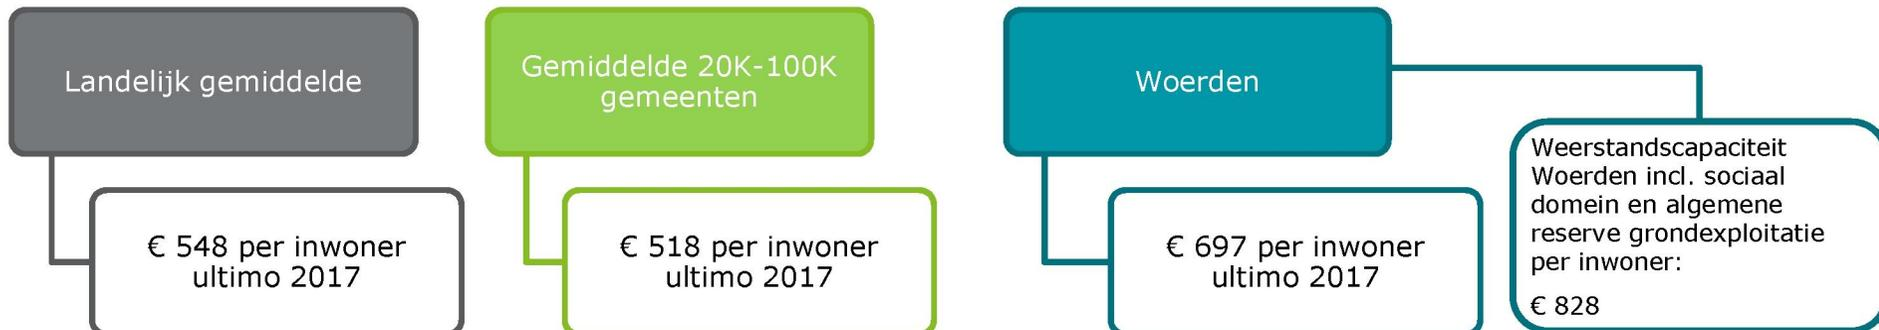 Landelijk gemiddelde
€ 548 per inwoner
ultimo 2017
Gemiddelde 20K-100K
gemeenten
€ 518 per inwoner
ultimo 2017
Woerden
€ 697 per inwoner
ultimo 2017
Weerstandscapaciteit
Woerden incl. sociaal
domein en algemene
reserve grondexploitatie
per inwoner:
€ 828